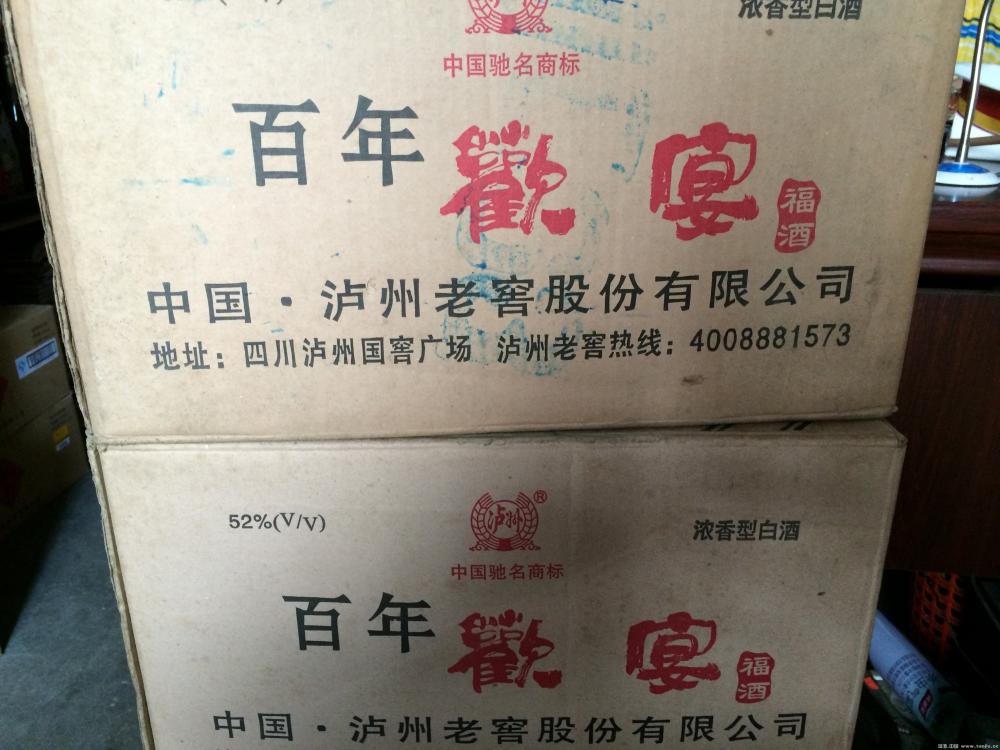 浓香型白酒
中国驰名商标
百年 歡 宴 福酒
中国·泸州老窖股份有限公司
地址：四川泸州国窖广场 泸州老窖热线：4008881573
52%(V/V) 泸州 ® 浓香型白酒
中国驰名商标
百年 歡 宴 福酒
中国·泸州老窖股份有限公司